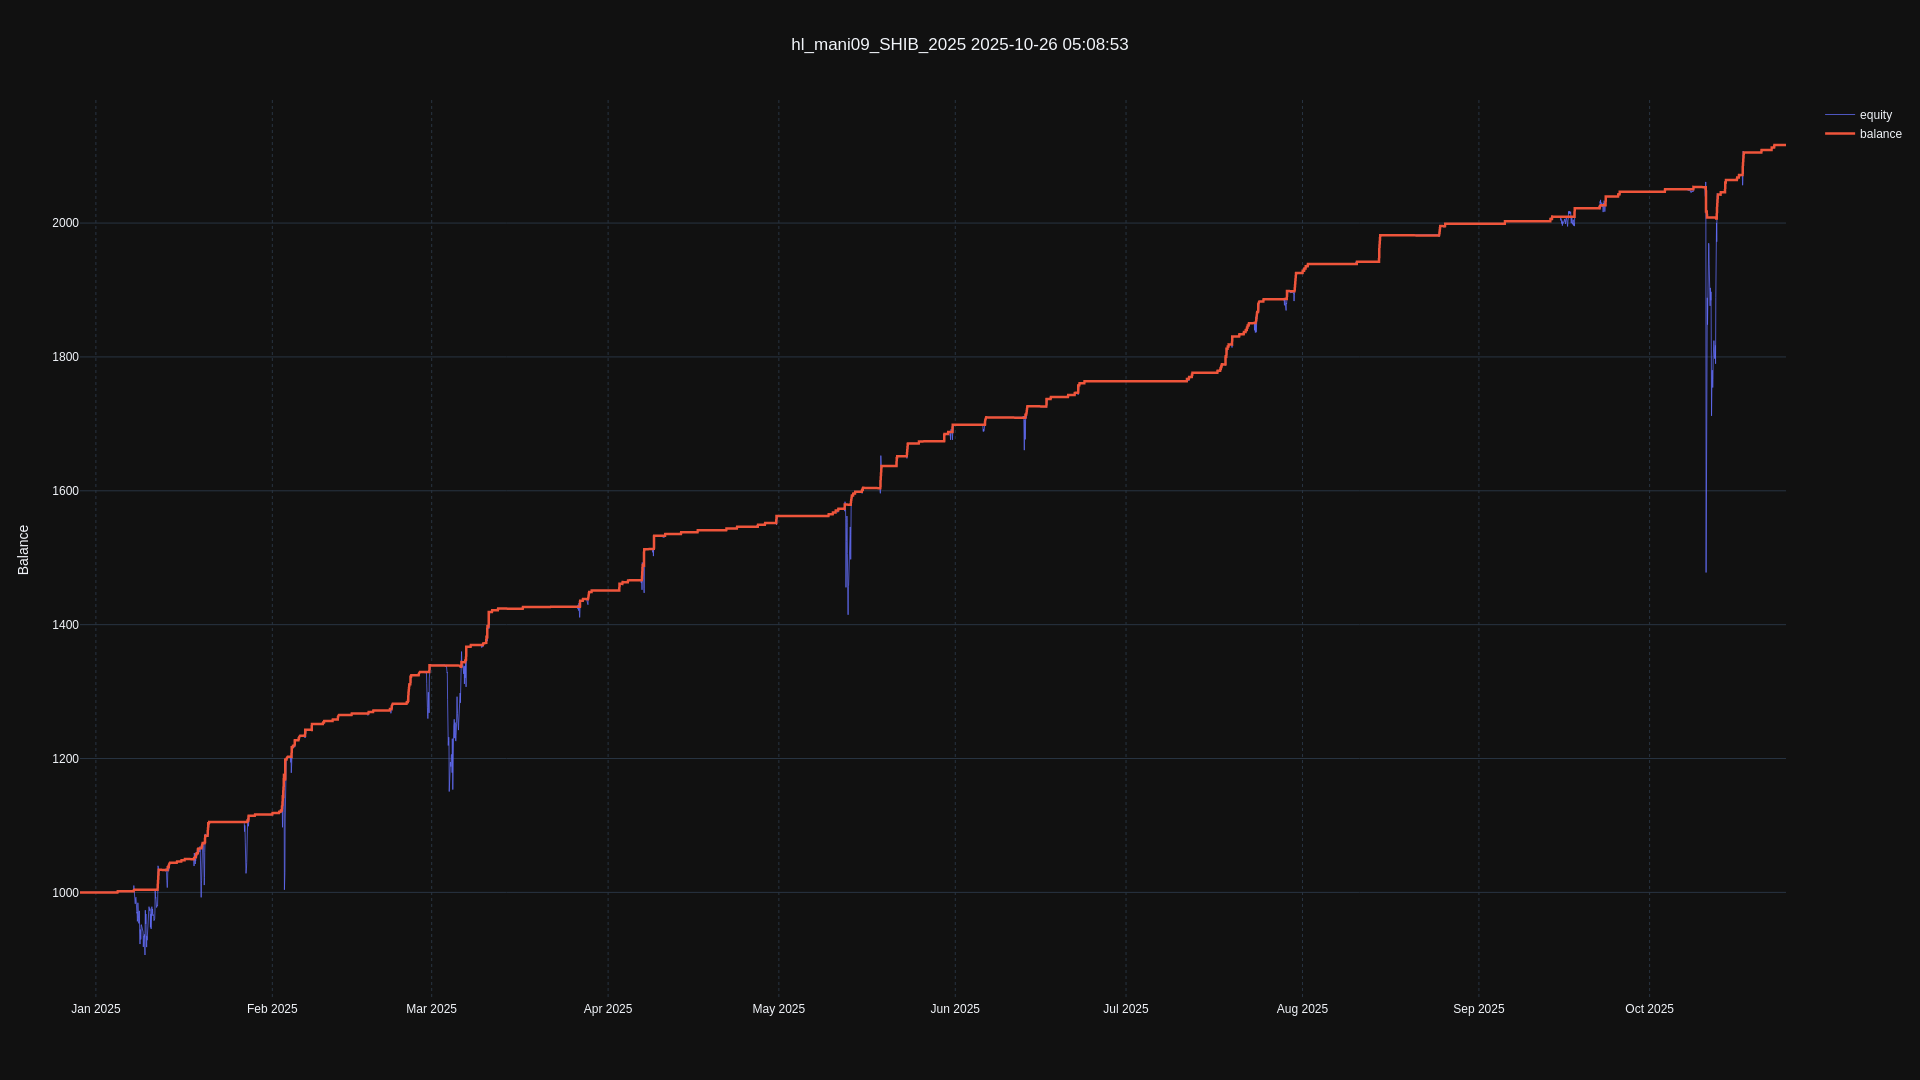 hl_mani09_SHIB_2025 2025-10-26 05:08:53
equity
balance
2000
1800
1600
1400
1200
1000
Balance
Jan 2025
Feb 2025
Mar 2025
Apr 2025
May 2025
Jun 2025
Jul 2025
Aug 2025
Sep 2025
Oct 2025